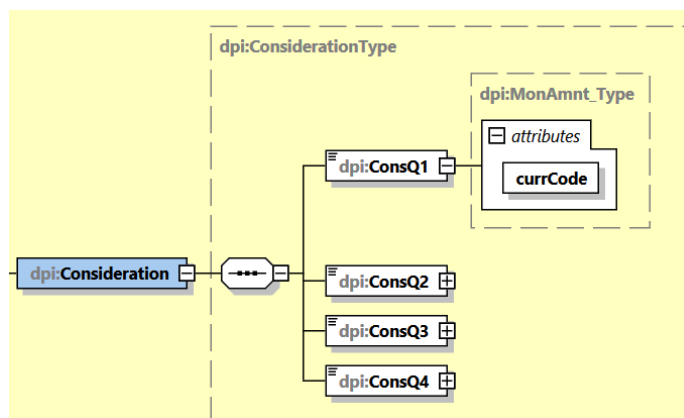 dpi:ConsiderationType
dpi:MonAmnt_Type
attributes
dpi:ConsQ1
currCode
dpi:Consideration
dpi:ConsQ2
dpi:ConsQ3
dpi:ConsQ4